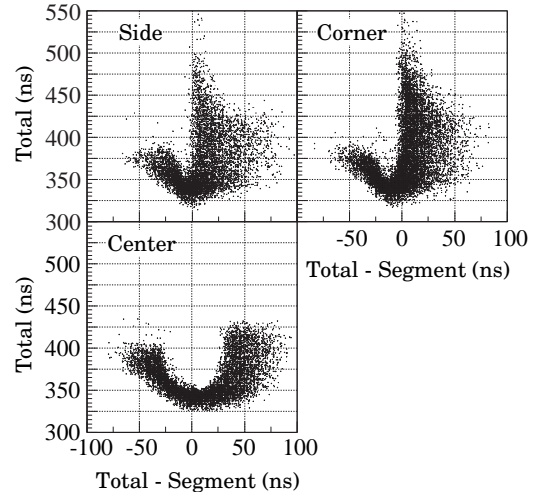 550
500
450
400
350
300
Total (ns)
Side
Corner
-50 0 50 100
Total - Segment (ns)
Center
500
450
400
350
300
Total (ns)
-100 -50 0 50 100
Total - Segment (ns)